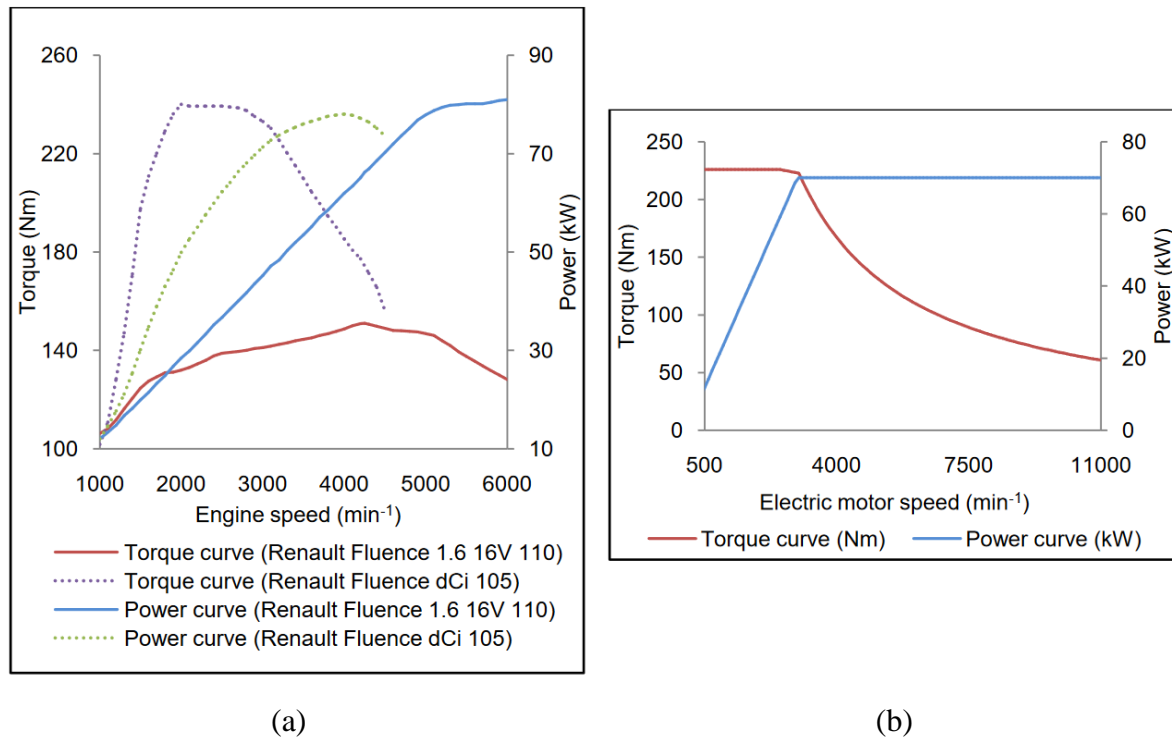 260
220
180
140
100
Torque (Nm)
90
70
50
30
10
Power (kW)
1000 2000 3000 4000 5000 6000
Engine speed (min⁻¹)
Torque curve (Renault Fluence 1.6 16V 110)
Torque curve (Renault Fluence dCi 105)
Power curve (Renault Fluence 1.6 16V 110)
Power curve (Renault Fluence dCi 105)
(a)
250
200
150
100
50
0
Torque (Nm)
80
60
40
20
0
Power (kW)
500 4000 7500 11000
Electric motor speed (min⁻¹)
Torque curve (Nm) Power curve (kW)
(b)